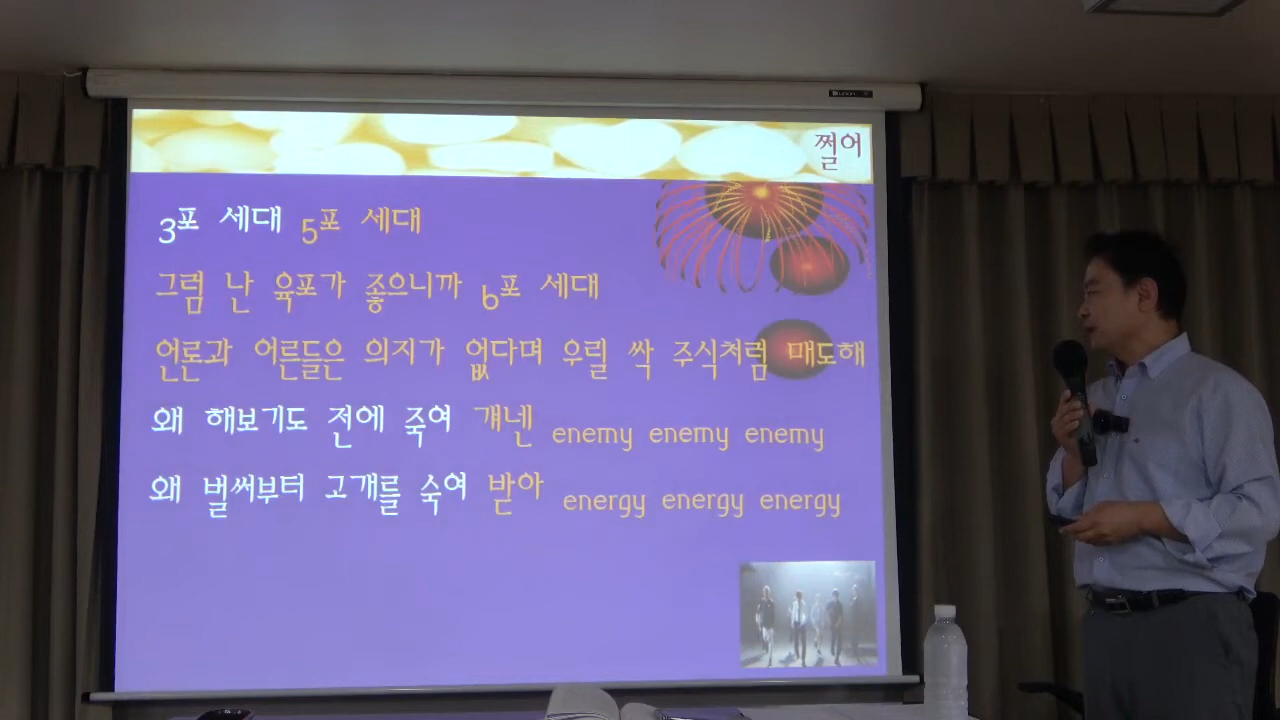 쩔어
3포 세대 5포 세대
그럼 난 육포가 좋으니까 6포 세대
언론과 어른들은 의지가 없다며 우릴 싹 주식처럼 매도해
왜 해보기도 전에 죽여 걔넨 enemy enemy enemy
왜 벌써부터 고개를 숙여 받아 energy energy energy